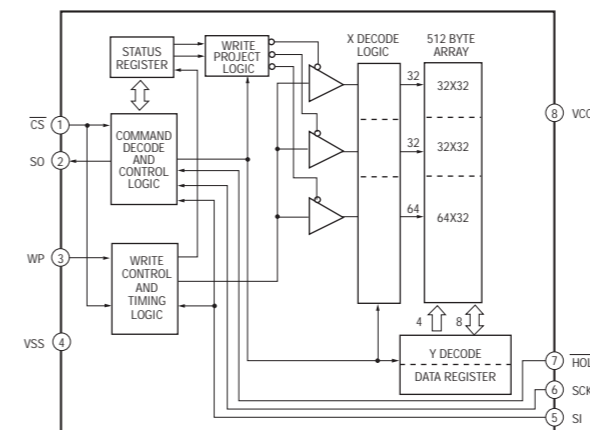 STATUS
REGISTER
WRITE
PROJECT
LOGIC
X DECODE
LOGIC
512 BYTE
ARRAY
32
32X32
32
32X32
64
64X32
CS 1
SO 2
COMMAND
DECODE
AND
CONTROL
LOGIC
8 VCC
WP 3
WRITE
CONTROL
AND
TIMING
LOGIC
VSS 4
4 8
Y DECODE
DATA REGISTER
7 HOL
6 SCK
5 SI